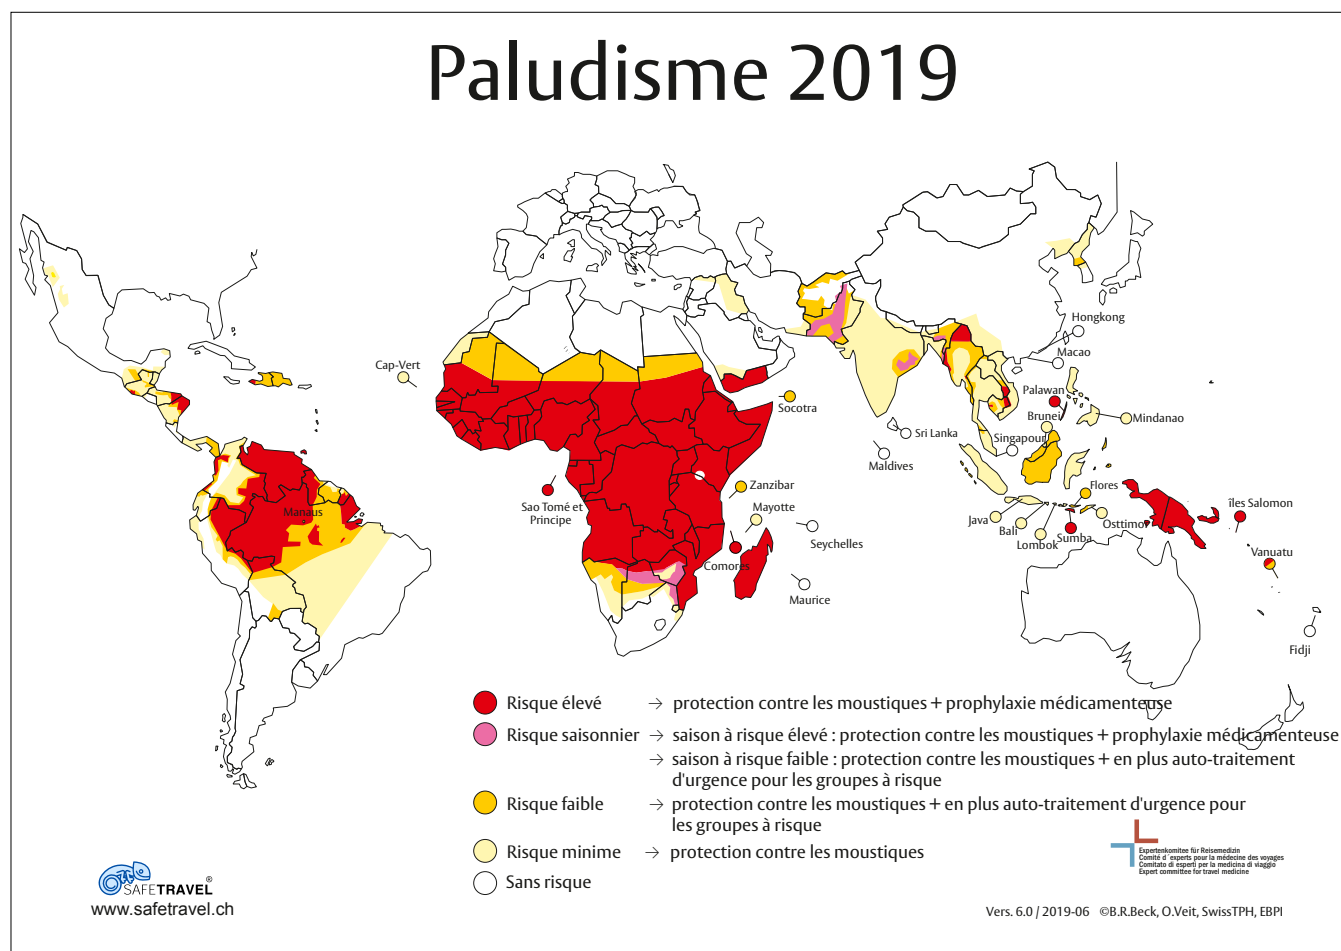 Paludisme 2019
Hongkong
Macao
Cap-Vert
Palawan
Socotra
Brunei
Mindanao
Sri Lanka
Singapour
Maldives
Zanzibar
Flores
Manaus
Sao Tomé et
Principe
Mayotte
îles Salomon
Java
Bali
Osttimor
Seychelles
Lombok
Sumba
Comores
Vanuatu
Maurice
Fidji
Risque élevé → protection contre les moustiques + prophylaxie médicamenteuse
Risque saisonnier → saison à risque élevé : protection contre les moustiques + prophylaxie médicamenteuse
→ saison à risque faible : protection contre les moustiques + en plus auto-traitement
d'urgence pour les groupes à risque
Risque faible → protection contre les moustiques + en plus auto-traitement d'urgence pour
les groupes à risque
Risque minime → protection contre les moustiques
Sans risque
Expertenkomitee für Reisemedizin
Comité d´experts pour la médecine des voyages
Comitato di esperti per la medicina di viaggio
Expert committee for travel medicine
SAFETRAVEL®
www.safetravel.ch
Vers. 6.0 / 2019-06 ©B.R.Beck, O.Veit, SwissTPH, EBPI